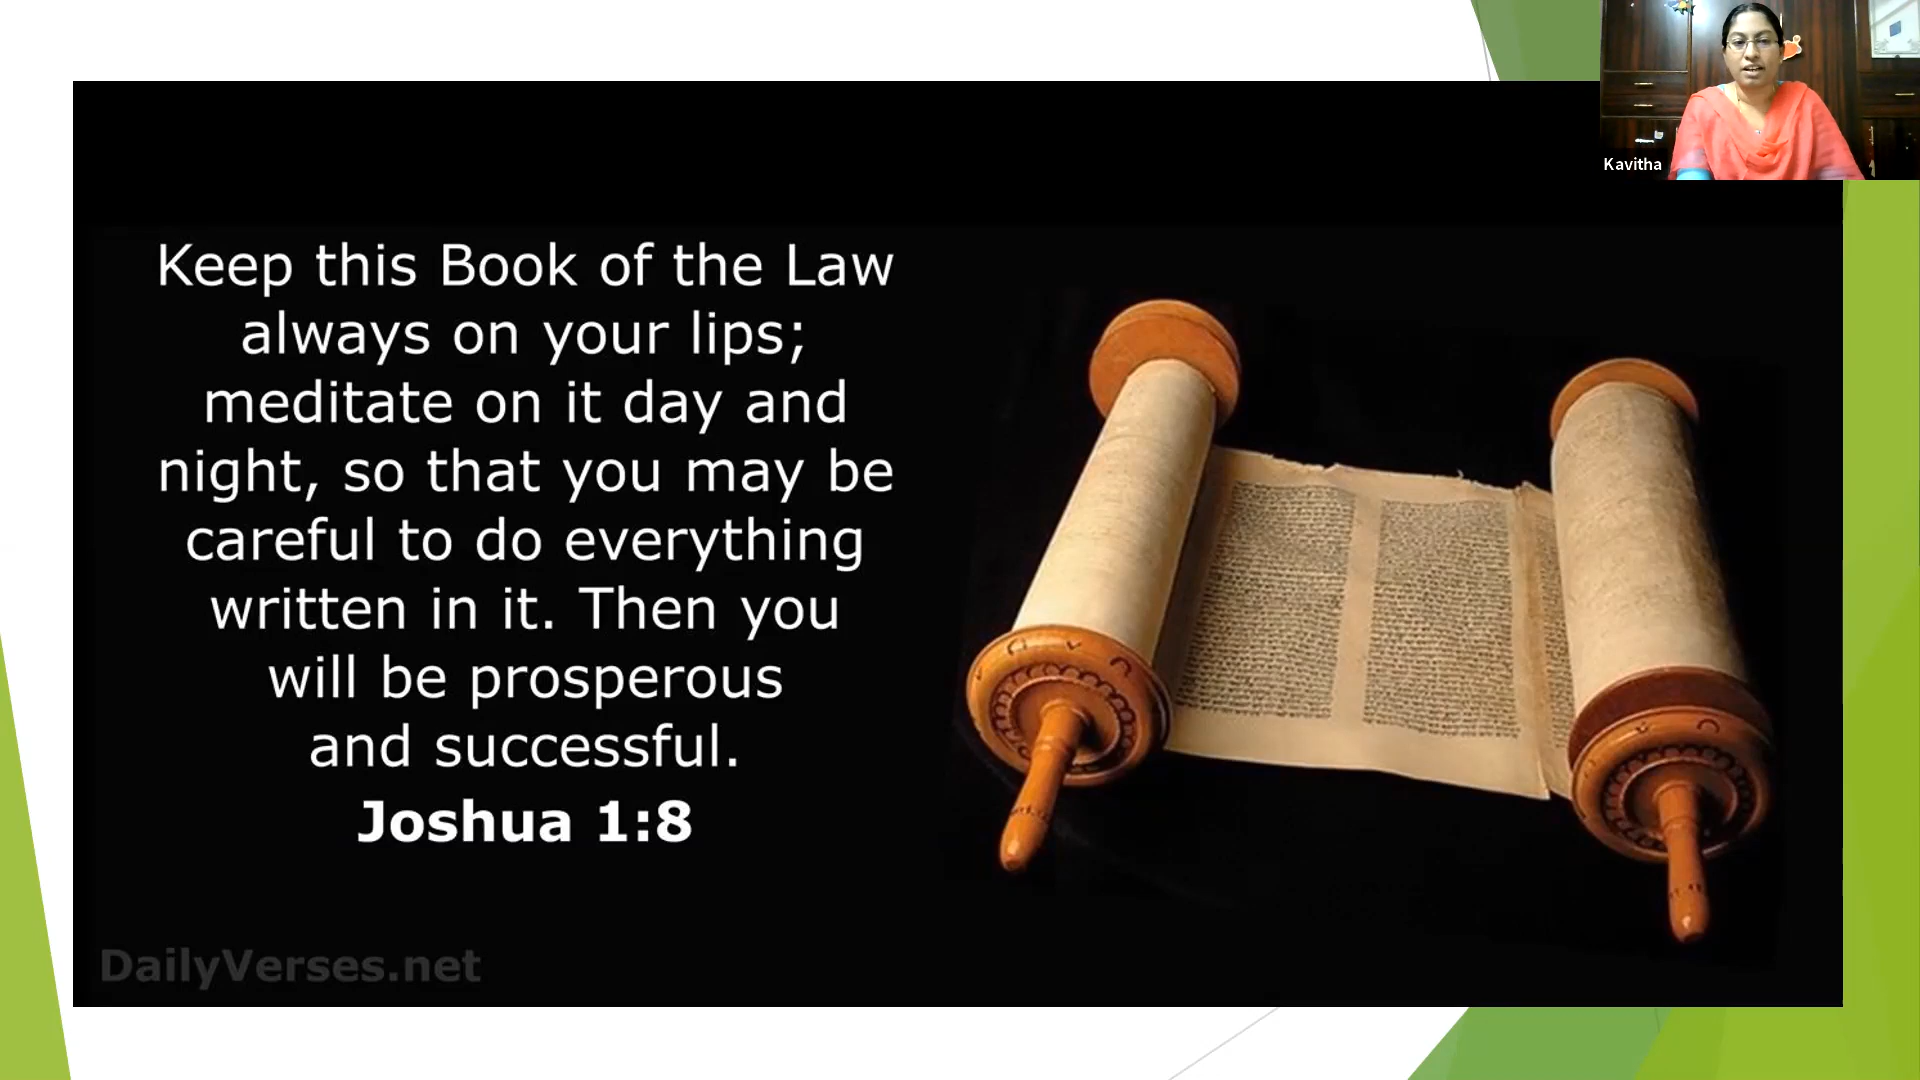 Kavitha
Keep this Book of the Law
always on your lips;
meditate on it day and
night, so that you may be
careful to do everything
written in it. Then you
will be prosperous
and successful.
Joshua 1:8
DailyVerses.net